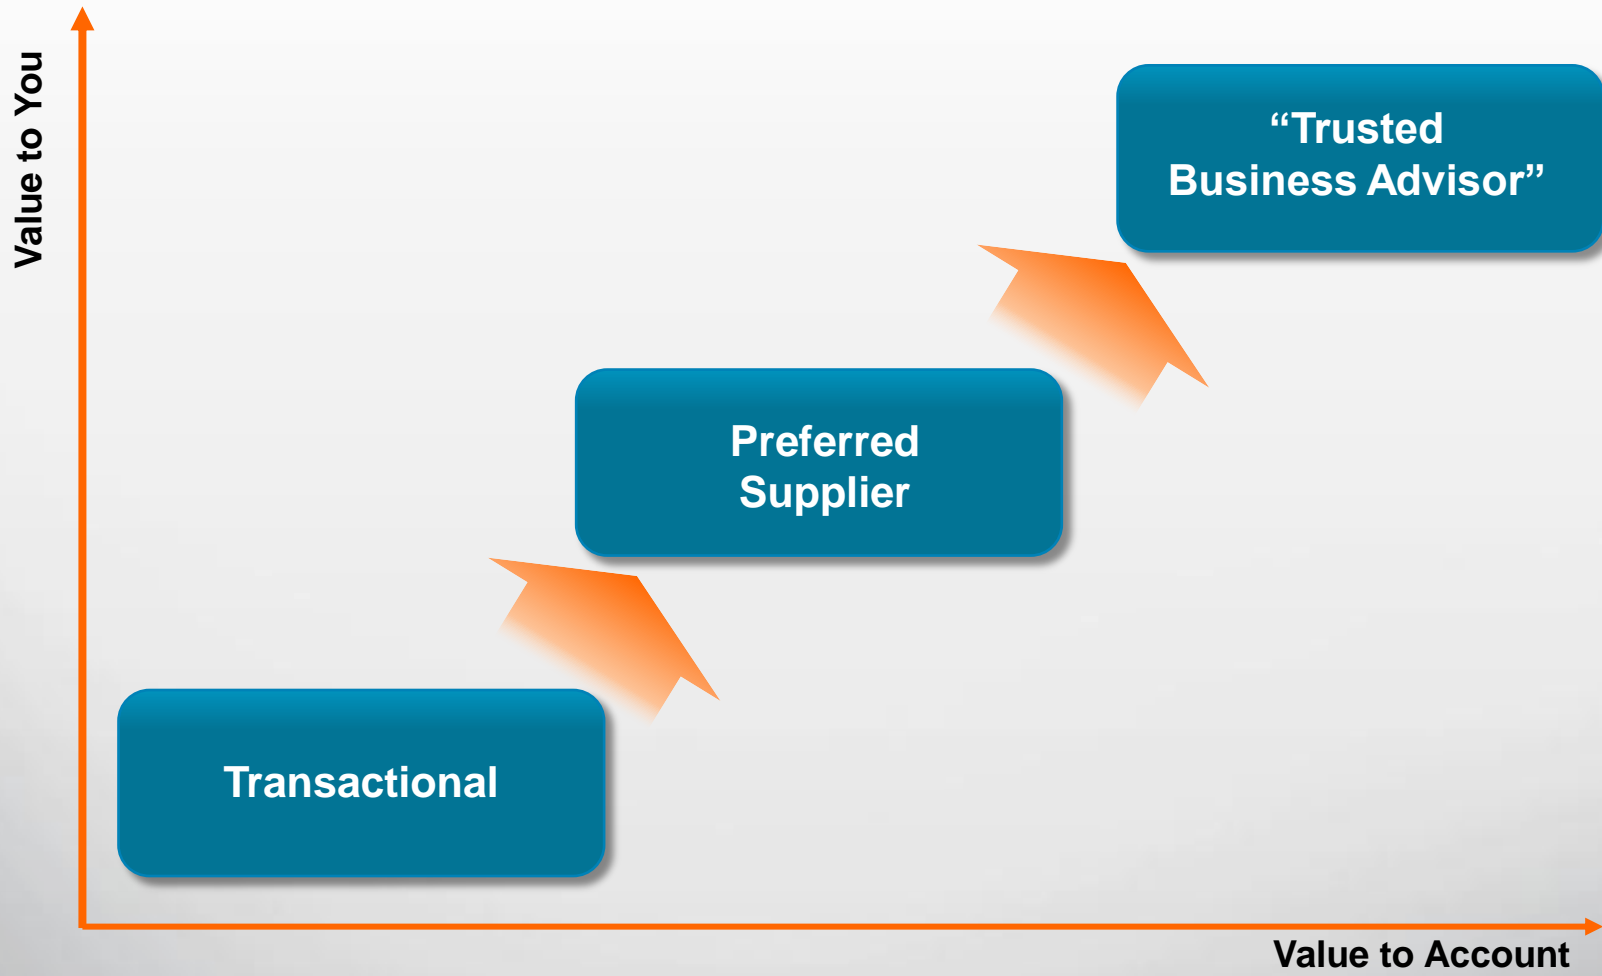 Value to You
“Trusted
Business Advisor”
Preferred
Supplier
Transactional
Value to Account